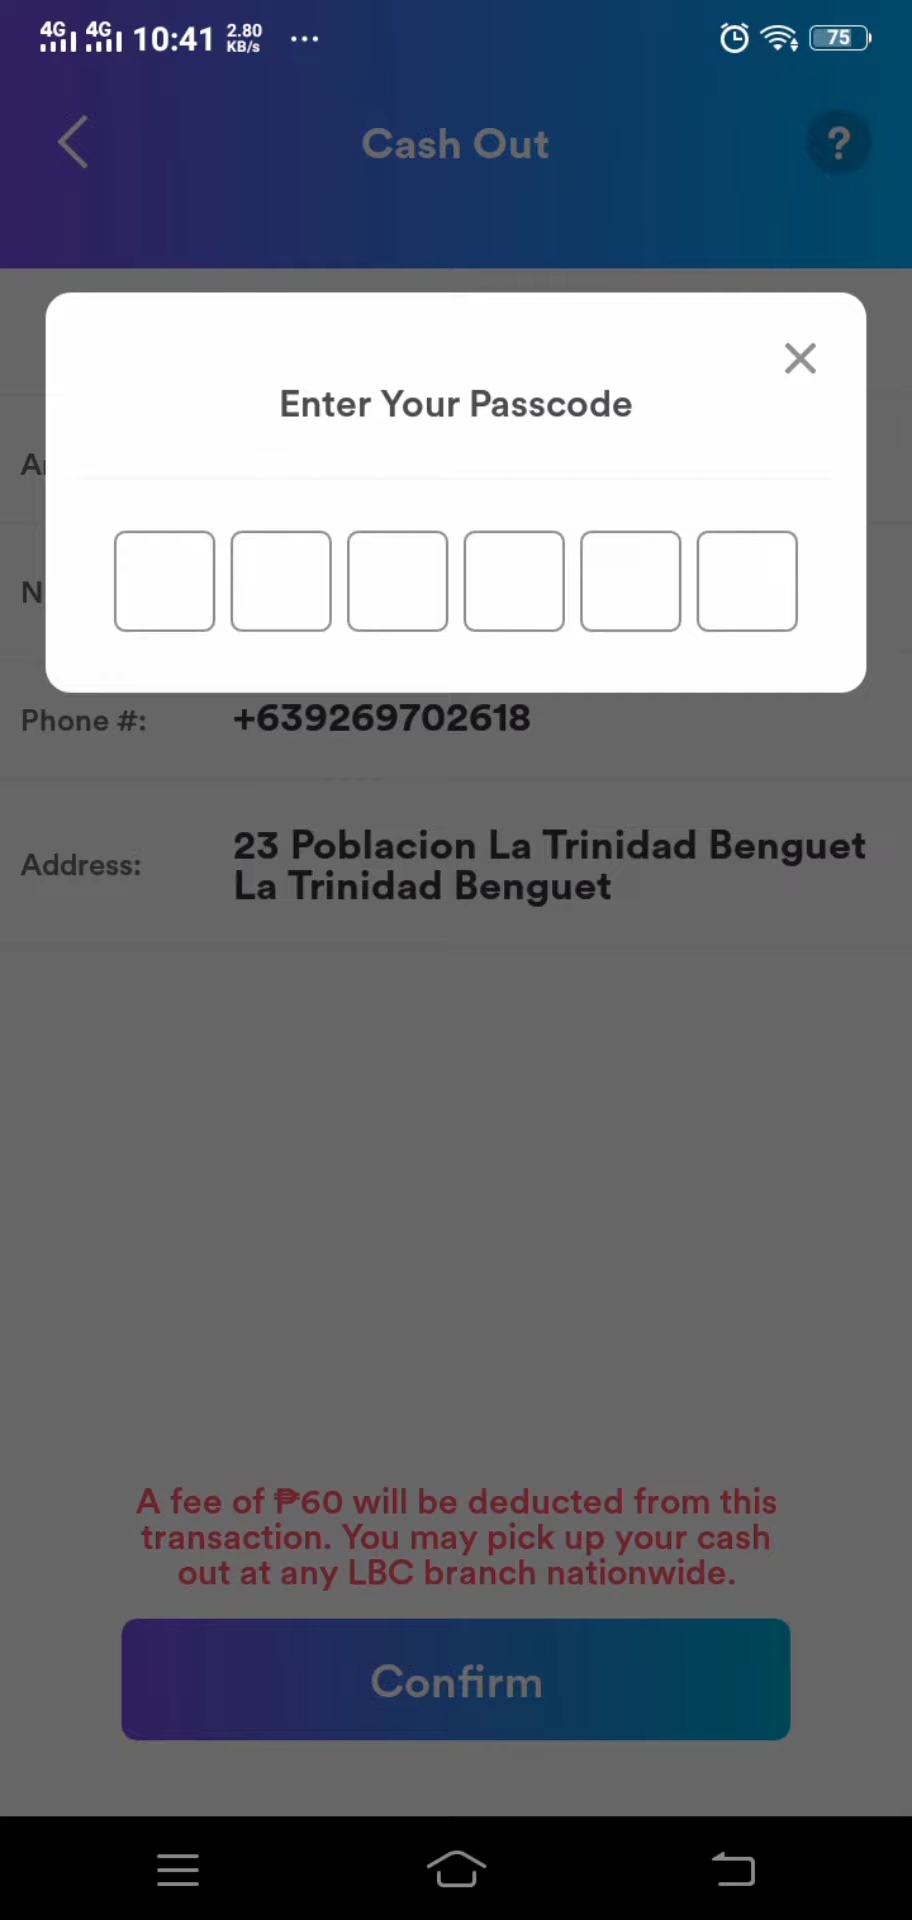 4G 4G 10:41 2.80 KB/s ... 75
Cash Out ?
Enter Your Passcode
Phone #: +639269702618
Address: 23 Poblacion La Trinidad Benguet
La Trinidad Benguet
A fee of ₱60 will be deducted from this
transaction. You may pick up your cash
out at any LBC branch nationwide.
Confirm